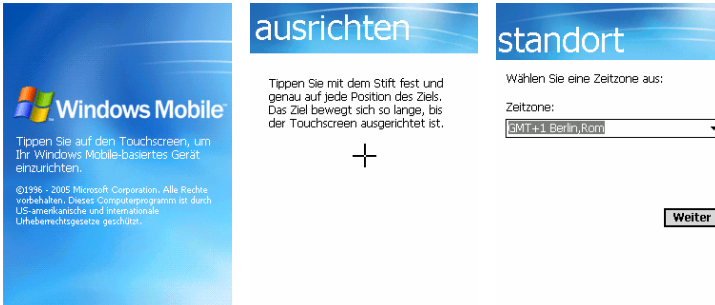 Windows Mobile
Tippen Sie auf den Touchscreen, um
Ihr Windows Mobile-basiertes Gerät
einzurichten.
©1996 - 2005 Microsoft Corporation. Alle Rechte
vorbehalten. Dieses Computerprogramm ist durch
US-amerikanische und internationale
Urheberrechtsgesetze geschützt.
ausrichten
Tippen Sie mit dem Stift fest und
genau auf jede Position des Ziels.
Das Ziel bewegt sich so lange, bis
der Touchscreen ausgerichtet ist.
standort
Wählen Sie eine Zeitzone aus:
Zeitzone:
GMT+1 Berlin,Rom
Weiter